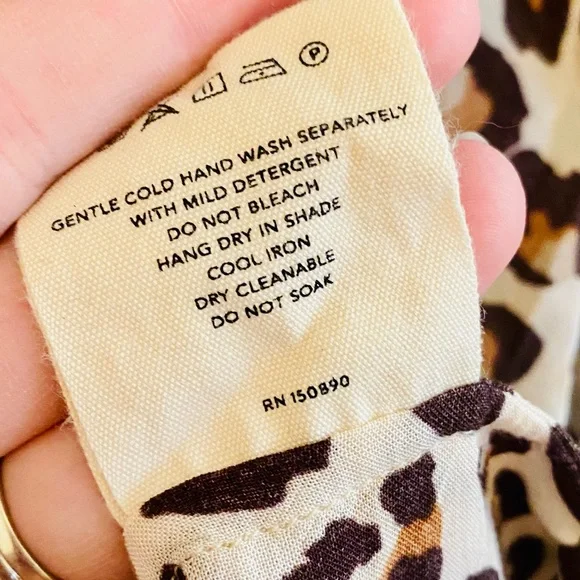 P
GENTLE COLD HAND WASH SEPARATELY
WITH MILD DETERGENT
DO NOT BLEACH
HANG DRY IN SHADE
COOL IRON
DRY CLEANABLE
DO NOT SOAK
RN 150890